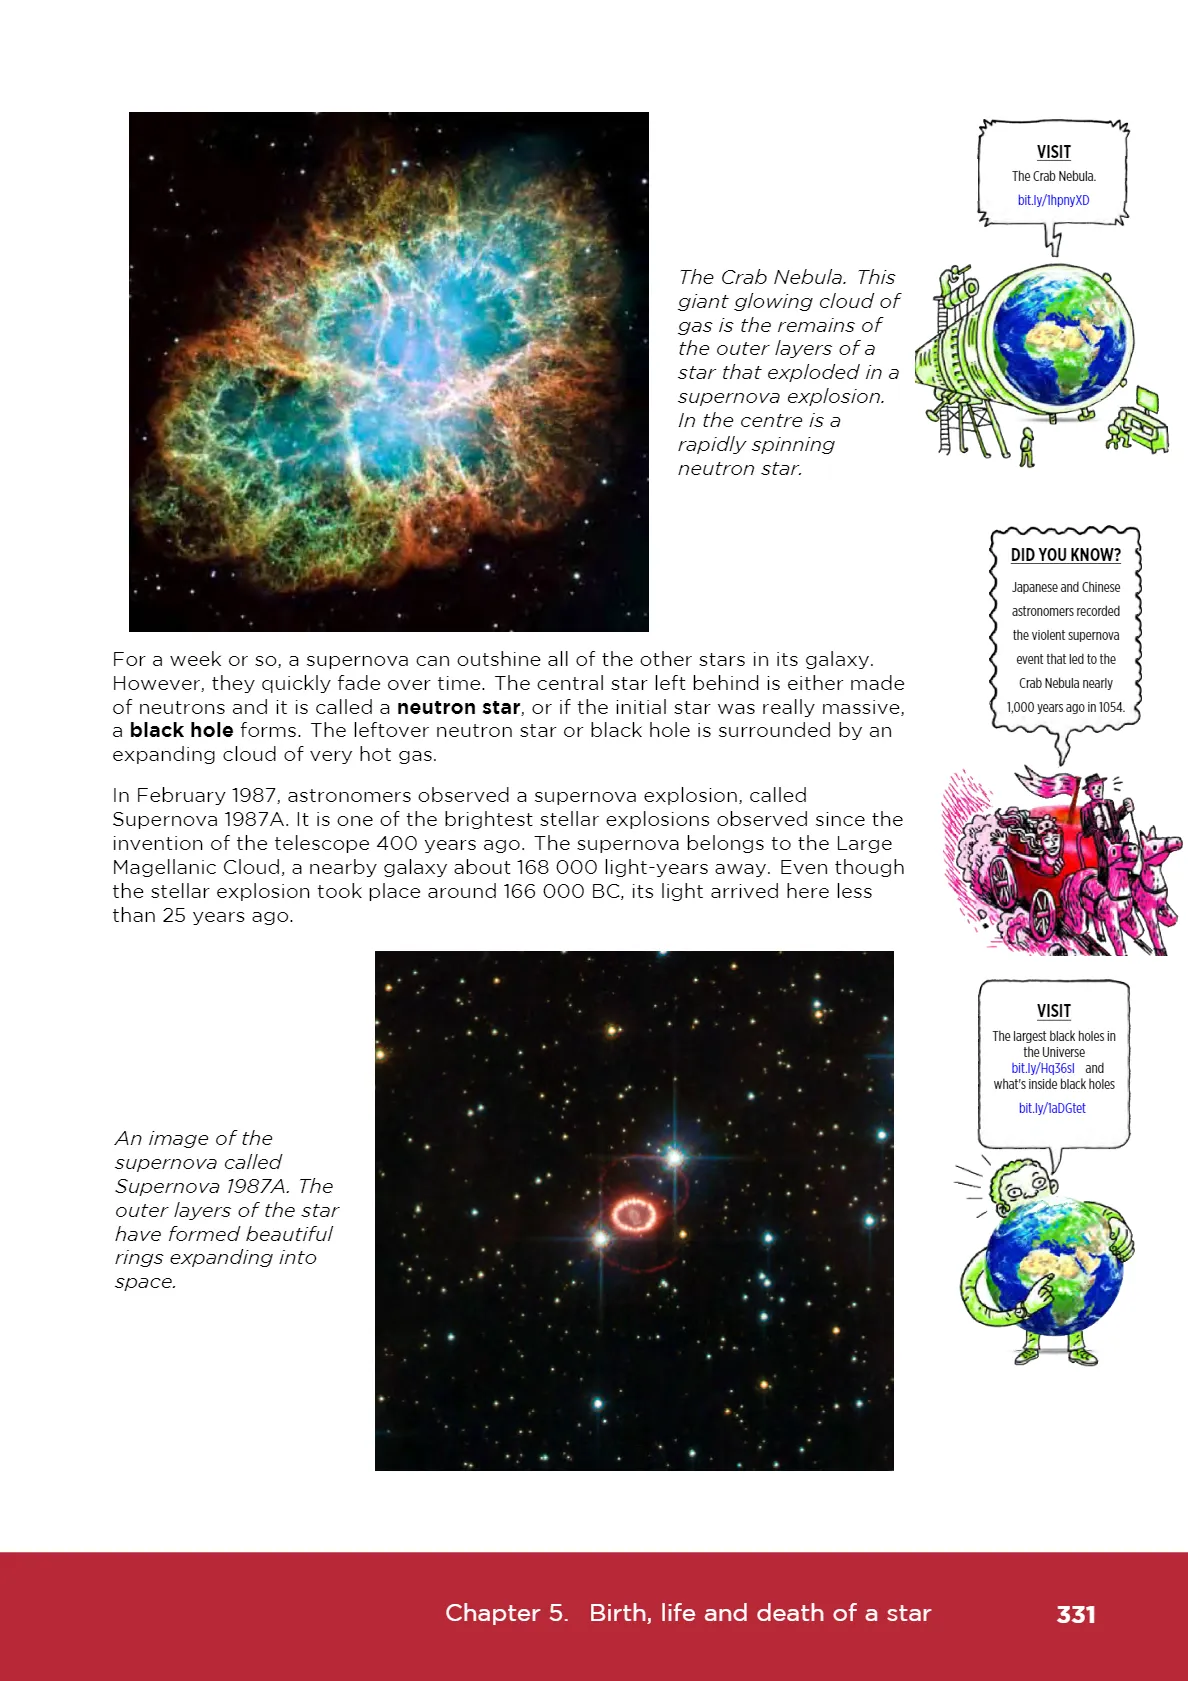 VISIT
The Crab Nebula.
bit.ly/1hpnyXD
The Crab Nebula. This
giant glowing cloud of
gas is the remains of
the outer layers of a
star that exploded in a
supernova explosion.
In the centre is a
rapidly spinning
neutron star.
DID YOU KNOW?
Japanese and Chinese
astronomers recorded
the violent supernova
event that led to the
Crab Nebula nearly
1,000 years ago in 1054.
For a week or so, a supernova can outshine all of the other stars in its galaxy.
However, they quickly fade over time. The central star left behind is either made
of neutrons and it is called a neutron star, or if the initial star was really massive,
a black hole forms. The leftover neutron star or black hole is surrounded by an
expanding cloud of very hot gas.
In February 1987, astronomers observed a supernova explosion, called
Supernova 1987A. It is one of the brightest stellar explosions observed since the
invention of the telescope 400 years ago. The supernova belongs to the Large
Magellanic Cloud, a nearby galaxy about 168 000 light-years away. Even though
the stellar explosion took place around 166 000 BC, its light arrived here less
than 25 years ago.
VISIT
The largest black holes in
the Universe
bit.ly/Hq36sI and
what's inside black holes
bit.ly/1aDGtet
An image of the
supernova called
Supernova 1987A. The
outer layers of the star
have formed beautiful
rings expanding into
space.
Chapter 5. Birth, life and death of a star 331